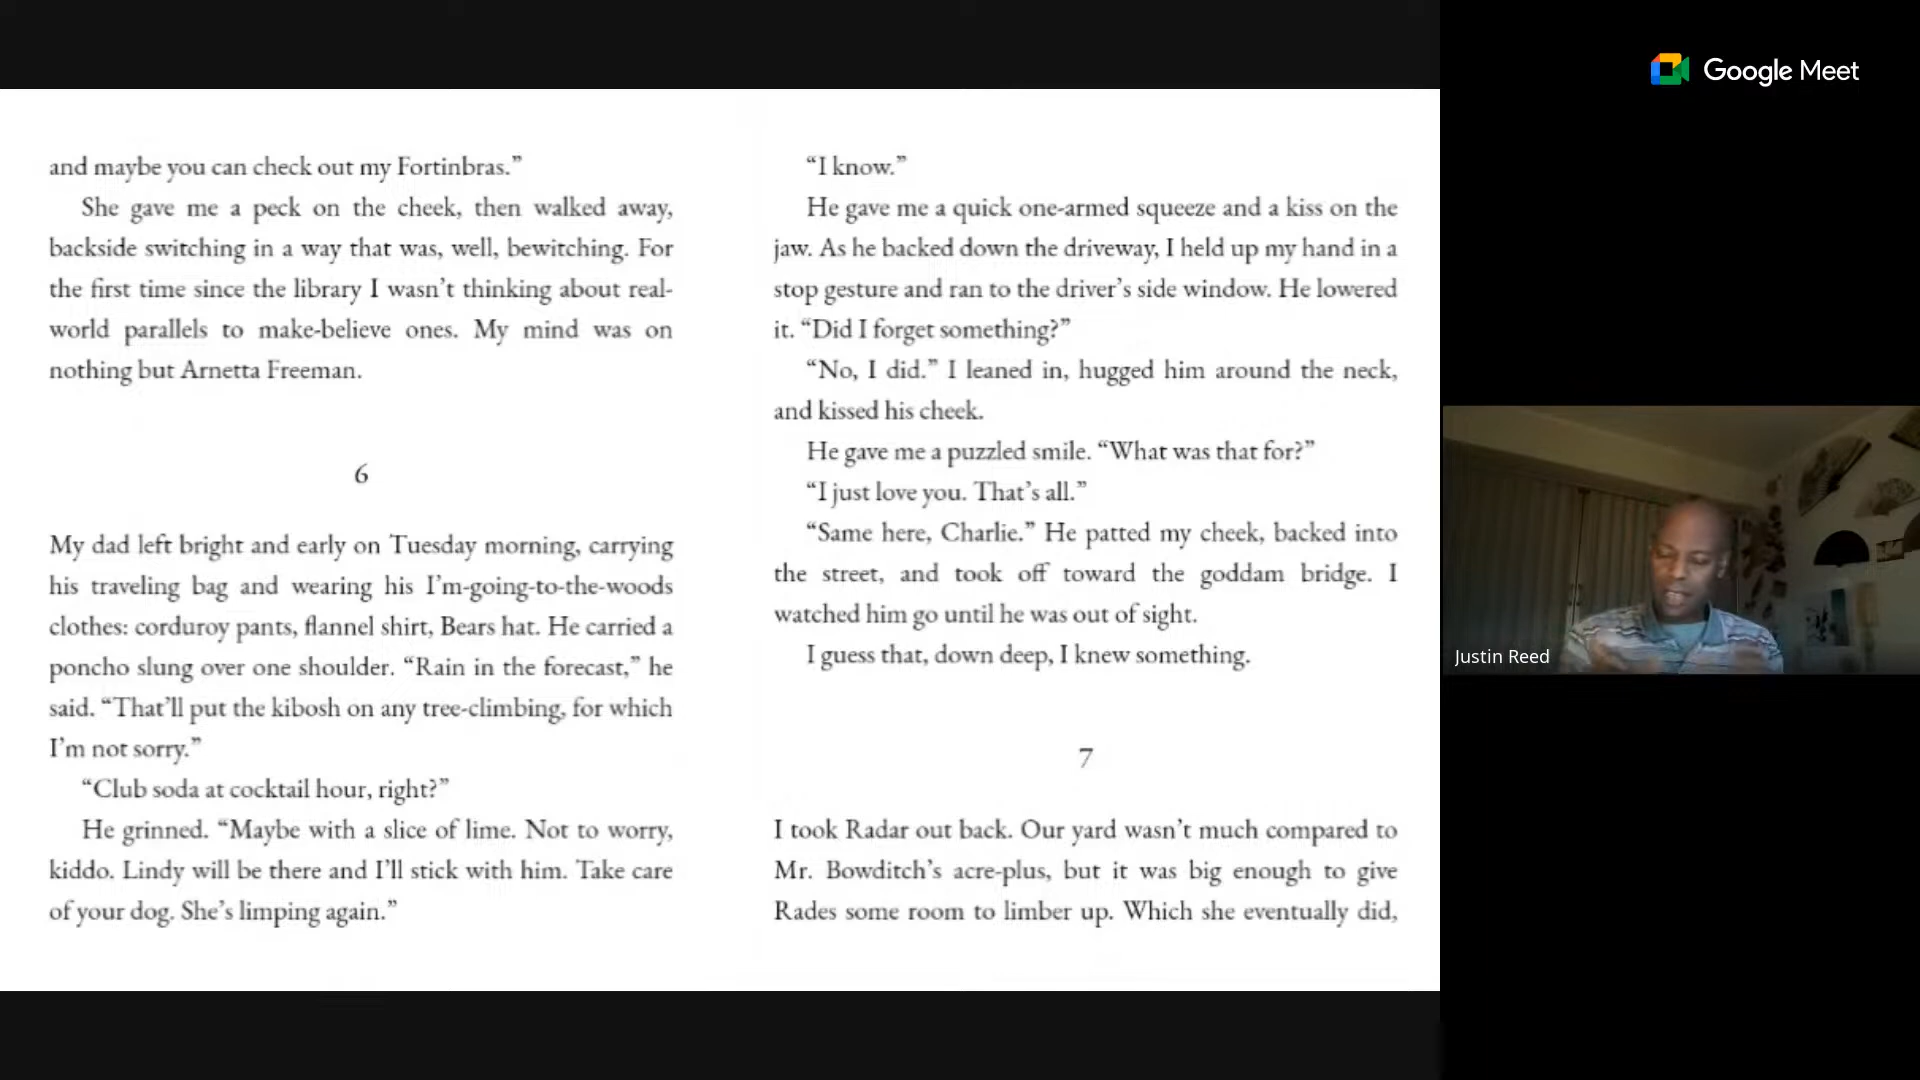 and maybe you can check out my Fortinbras.”
She gave me a peck on the cheek, then walked away,
backside switching in a way that was, well, bewitching. For
the first time since the library I wasn’t thinking about real-
world parallels to make-believe ones. My mind was on
nothing but Arnetta Freeman.
6
My dad left bright and early on Tuesday morning, carrying
his traveling bag and wearing his I’m-going-to-the-woods
clothes: corduroy pants, flannel shirt, Bears hat. He carried a
poncho slung over one shoulder. “Rain in the forecast,” he
said. “That’ll put the kibosh on any tree-climbing, for which
I’m not sorry.”
“Club soda at cocktail hour, right?”
He grinned. “Maybe with a slice of lime. Not to worry,
kiddo. Lindy will be there and I’ll stick with him. Take care
of your dog. She’s limping again.”
“I know.”
He gave me a quick one-armed squeeze and a kiss on the
jaw. As he backed down the driveway, I held up my hand in a
stop gesture and ran to the driver’s side window. He lowered
it. “Did I forget something?”
“No, I did.” I leaned in, hugged him around the neck,
and kissed his cheek.
He gave me a puzzled smile. “What was that for?”
“I just love you. That’s all.”
“Same here, Charlie.” He patted my cheek, backed into
the street, and took off toward the goddam bridge. I
watched him go until he was out of sight.
I guess that, down deep, I knew something.
7
I took Radar out back. Our yard wasn’t much compared to
Mr. Bowditch’s acre-plus, but it was big enough to give
Rades some room to limber up. Which she eventually did,
Google Meet
Justin Reed